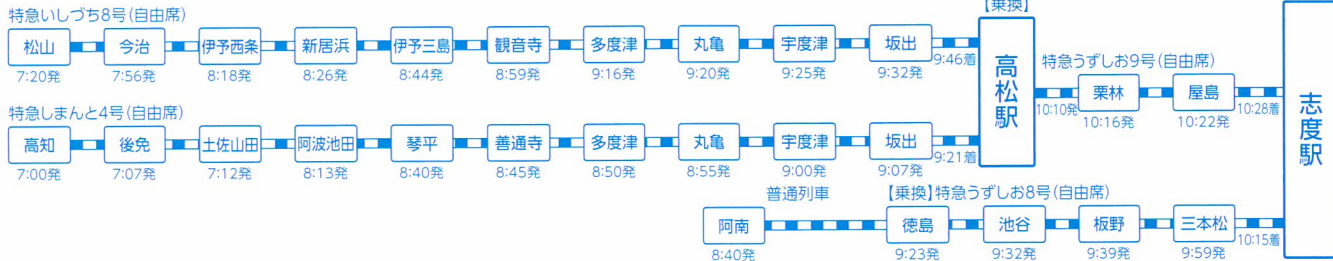 特急いしづち8号(自由席)
松山 今治 伊予西条 新居浜 伊予三島 観音寺 多度津 丸亀 宇度津 坂出
7:20発 7:56発 8:18発 8:26発 8:44発 8:59発 9:16発 9:20発 9:25発 9:32発 9:46着
特急しまんと4号(自由席)
高知 後免 土佐山田 阿波池田 琴平 善通寺 多度津 丸亀 宇度津 坂出
7:00発 7:07発 7:12発 8:13発 8:40発 8:45発 8:50発 8:55発 9:00発 9:07発 9:21着
【乗換】
高松駅
特急うずしお9号(自由席)
栗林 屋島
10:10発 10:16発 10:22発 10:28着
志度駅
普通列車 【乗換】特急うずしお8号(自由席)
阿南 徳島 池谷 板野 三本松
8:40発 9:23発 9:32発 9:39発 9:59発 10:15着